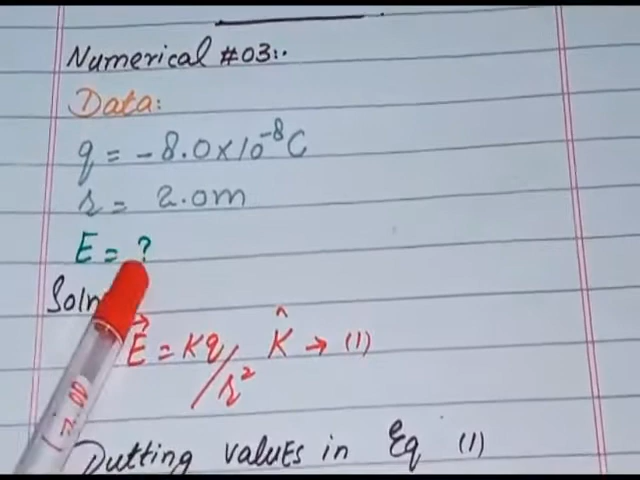 Numerical #03:.
Data:
q = -8.0×10⁻⁸C
r = 2.0m
E = ?
Soln
E⃗ = Kq/r² K̂ → (1)
Putting values in Eq (1)